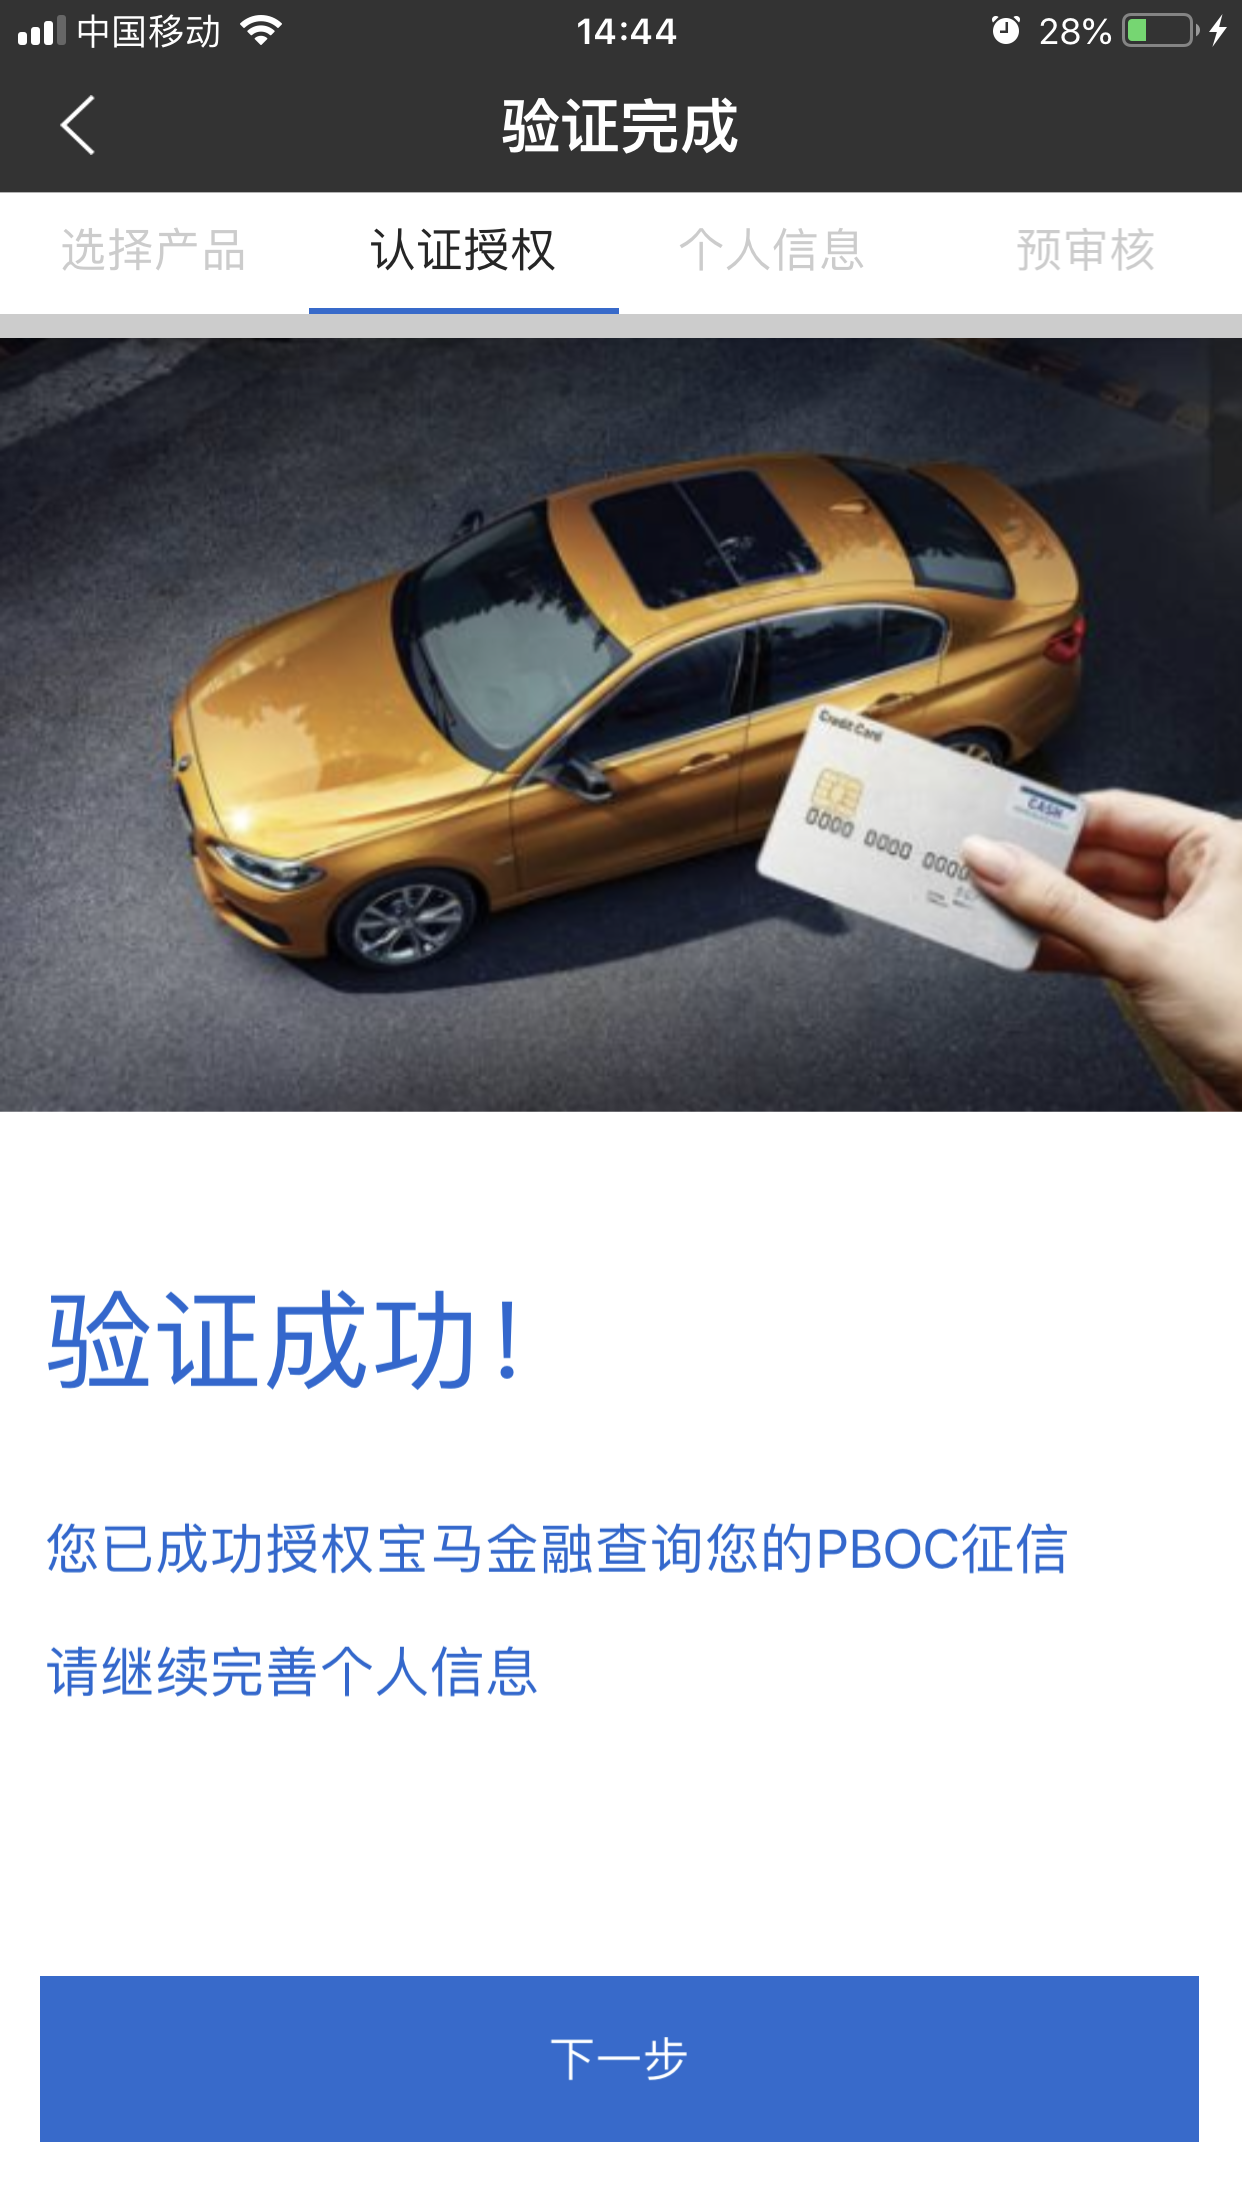 中国移动
14:44
28%
验证完成
选择产品
认证授权
个人信息
预审核
Credit Card
CASH
0000 0000 0000
验证成功！
您已成功授权宝马金融查询您的PBOC征信
请继续完善个人信息
下一步